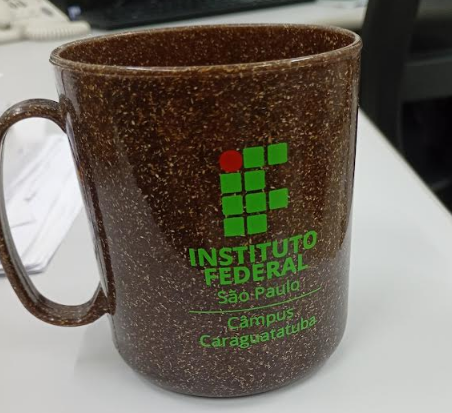 INSTITUTO
FEDERAL
São Paulo
Câmpus
Caraguatatuba